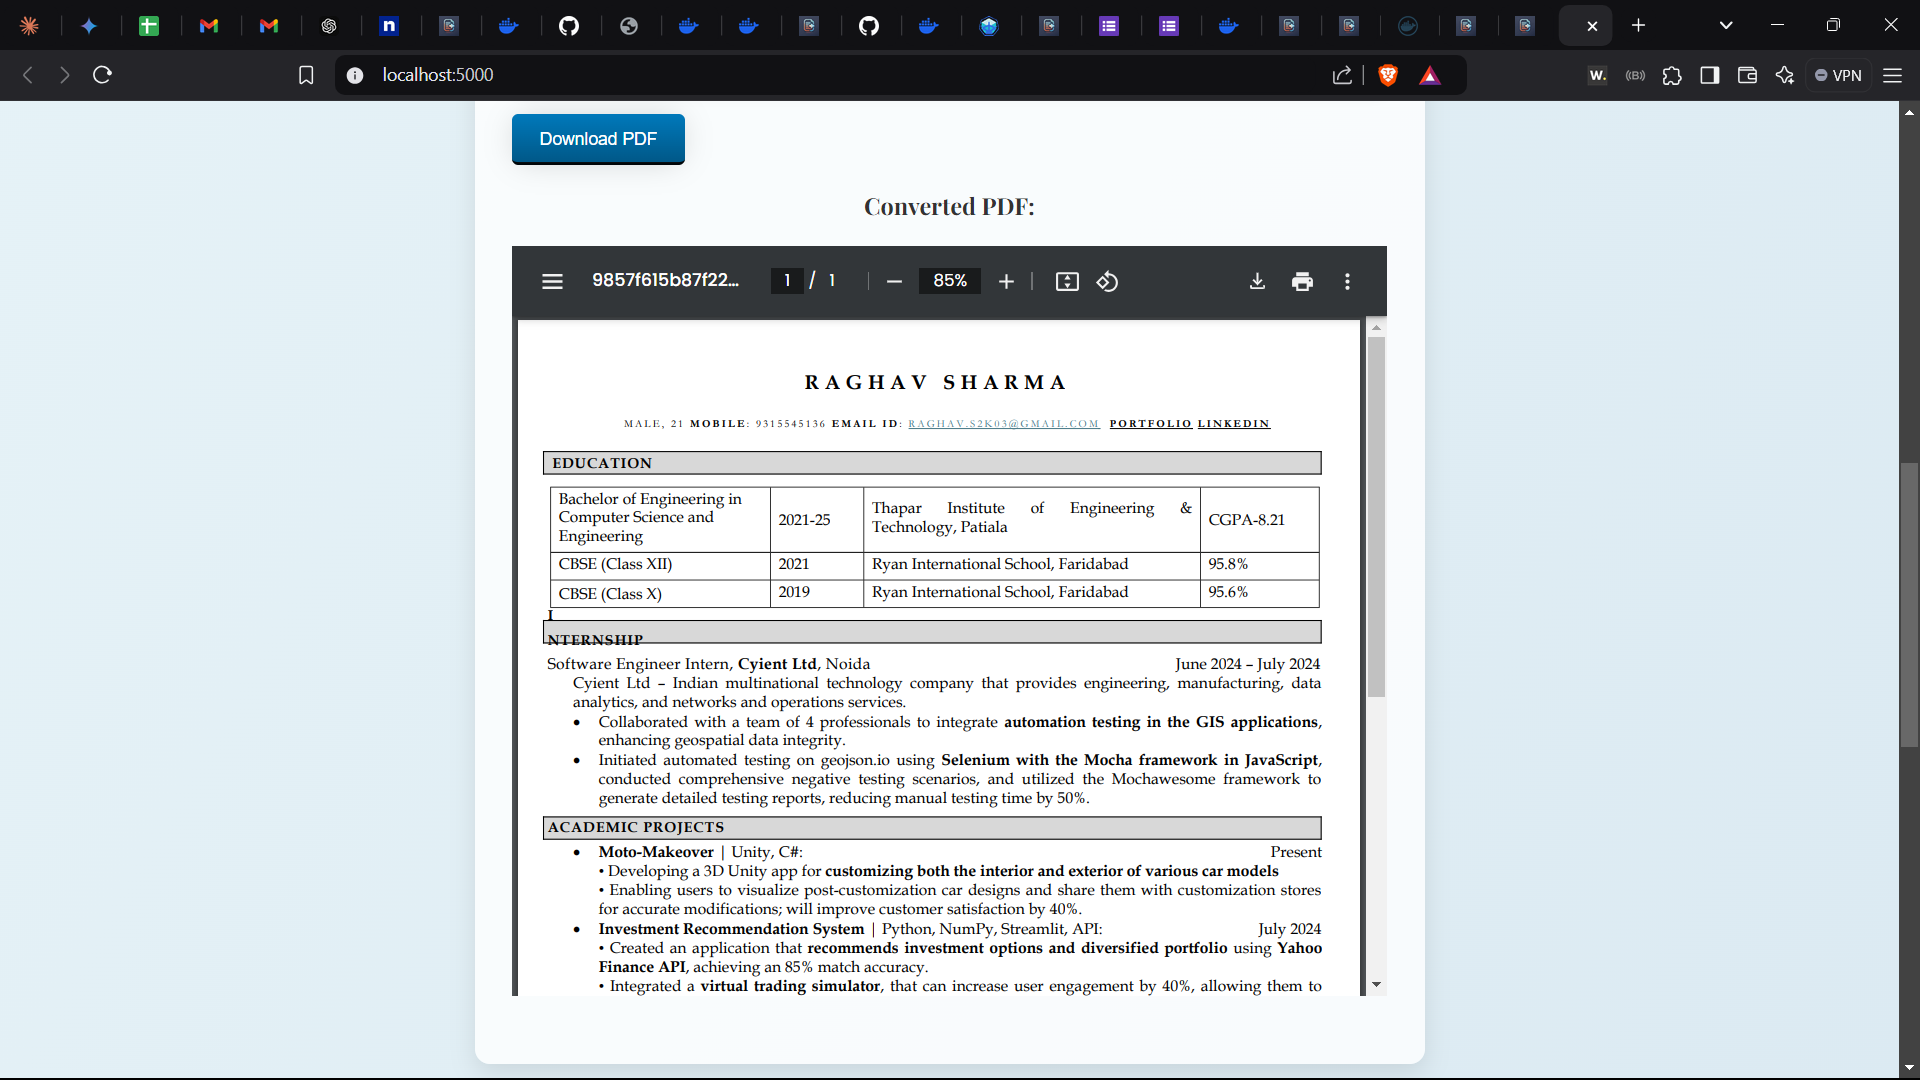 localhost:5000
VPN
Download PDF
Converted PDF:
9857f615b87f22... 1 / 1 85%
RAGHAV SHARMA
MALE, 21 MOBILE: 9315545136 EMAIL ID: RAGHAV.S2K03@GMAIL.COM PORTFOLIO LINKEDIN
EDUCATION
Bachelor of Engineering in Computer Science and Engineering 2021-25 Thapar Institute of Engineering & Technology, Patiala CGPA-8.21
CBSE (Class XII) 2021 Ryan International School, Faridabad 95.8%
CBSE (Class X) 2019 Ryan International School, Faridabad 95.6%
I
NTERNSHIP
Software Engineer Intern, Cyient Ltd, Noida June 2024 – July 2024
Cyient Ltd – Indian multinational technology company that provides engineering, manufacturing, data
analytics, and networks and operations services.
• Collaborated with a team of 4 professionals to integrate automation testing in the GIS applications,
enhancing geospatial data integrity.
• Initiated automated testing on geojson.io using Selenium with the Mocha framework in JavaScript,
conducted comprehensive negative testing scenarios, and utilized the Mochawesome framework to
generate detailed testing reports, reducing manual testing time by 50%.
ACADEMIC PROJECTS
• Moto-Makeover | Unity, C#: Present
• Developing a 3D Unity app for customizing both the interior and exterior of various car models
• Enabling users to visualize post-customization car designs and share them with customization stores
for accurate modifications; will improve customer satisfaction by 40%.
• Investment Recommendation System | Python, NumPy, Streamlit, API: July 2024
• Created an application that recommends investment options and diversified portfolio using Yahoo
Finance API, achieving an 85% match accuracy.
• Integrated a virtual trading simulator, that can increase user engagement by 40%, allowing them to